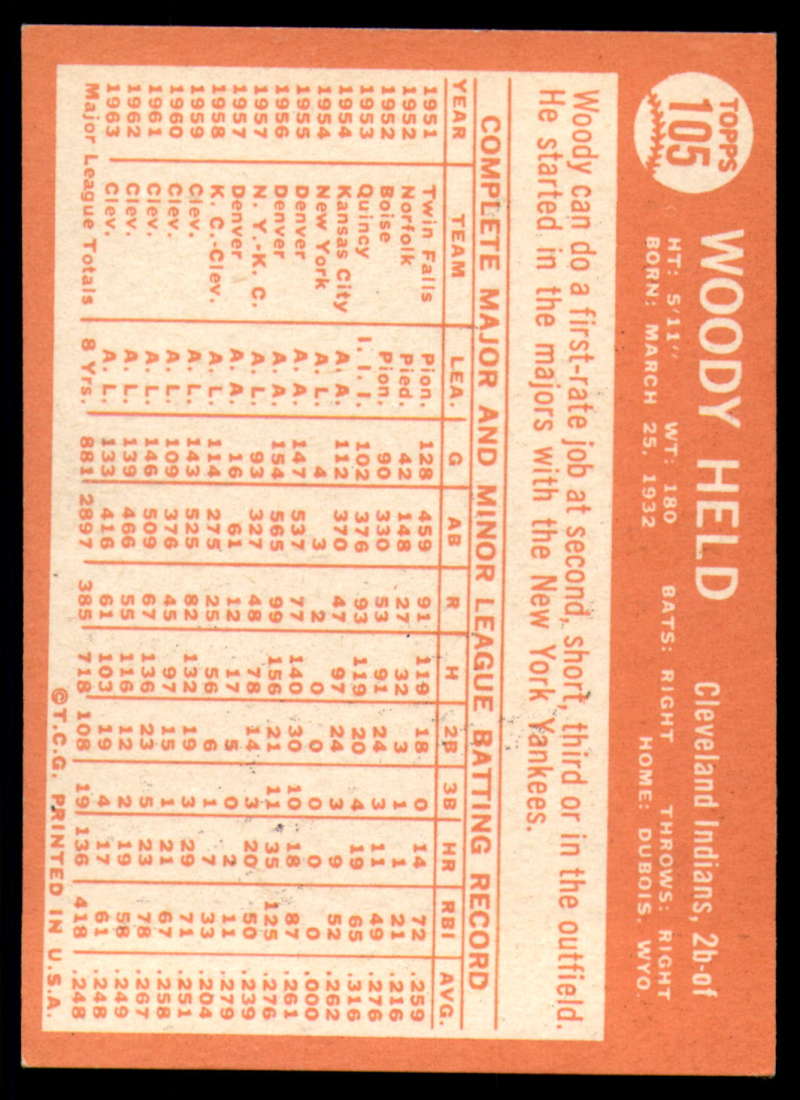 TOPPS
105
WOODY HELD
Cleveland Indians, 2b-of
HT: 5'11" WT: 180 BATS: RIGHT THROWS: RIGHT
BORN: MARCH 25, 1932 HOME: DUBOIS, WYO.
Woody can do a first-rate job at second, short, third or in the outfield.
He started in the majors with the New York Yankees.
COMPLETE MAJOR AND MINOR LEAGUE BATTING RECORD
YEAR TEAM LEA. G AB R H 2B 3B HR RBI AVG.
1951 Twin Falls Pion. 128 459 91 119 18 0 14 72 .259
1952 Norfolk Pied. 42 148 27 32 3 1 1 21 .216
1952 Boise Pion. 90 330 53 91 24 3 11 49 .276
1953 Quincy I. I. I. 102 376 93 119 20 4 19 65 .316
1954 Kansas City A. A. 112 370 47 97 24 3 9 52 .262
1954 New York A. L. 4 3 2 0 0 0 0 0 .000
1955 Denver A. A. 147 537 77 140 30 10 18 87 .261
1956 Denver A. A. 154 565 99 156 21 11 35 125 .276
1957 N. Y.-K. C. A. L. 93 327 48 78 14 3 20 50 .239
1957 Denver A. A. 16 61 12 17 5 0 2 11 .279
1958 K. C.-Clev. A. L. 114 275 25 56 6 1 7 33 .204
1959 Clev. A. L. 143 525 82 132 19 3 29 71 .251
1960 Clev. A. L. 109 376 45 97 15 1 21 67 .258
1961 Clev. A. L. 146 509 67 136 23 5 23 78 .267
1962 Clev. A. L. 139 466 55 116 12 2 19 58 .249
1963 Clev. A. L. 133 416 61 103 19 4 17 61 .248
Major League Totals 8 Yrs. 881 2897 385 718 108 19 136 418 .248
©T.C.G. PRINTED IN U.S.A.